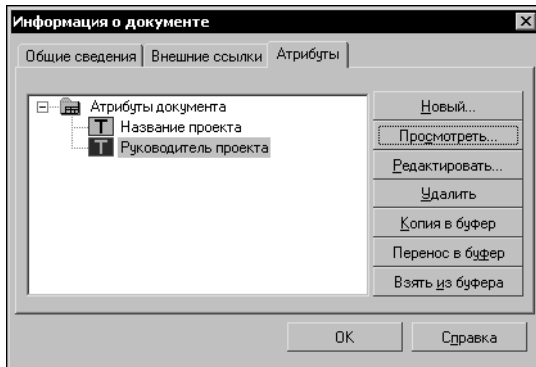 Информация о документе
Общие сведения Внешние ссылки Атрибуты
Атрибуты документа
Название проекта
Руководитель проекта
Новый...
Просмотреть...
Редактировать...
Удалить
Копия в буфер
Перенос в буфер
Взять из буфера
OK Справка